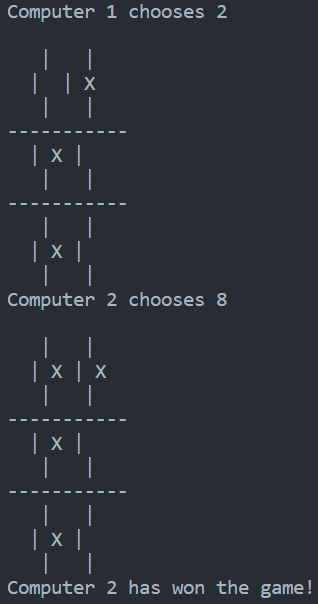 Computer 1 chooses 2

   |   |
  |  | X
   |   |
-----------
  | X |
   |   |
-----------
   |   |
  | X |
   |   |
Computer 2 chooses 8

   |   |
  | X | X
   |   |
-----------
  | X |
   |   |
-----------
   |   |
  | X |
   |   |
Computer 2 has won the game!